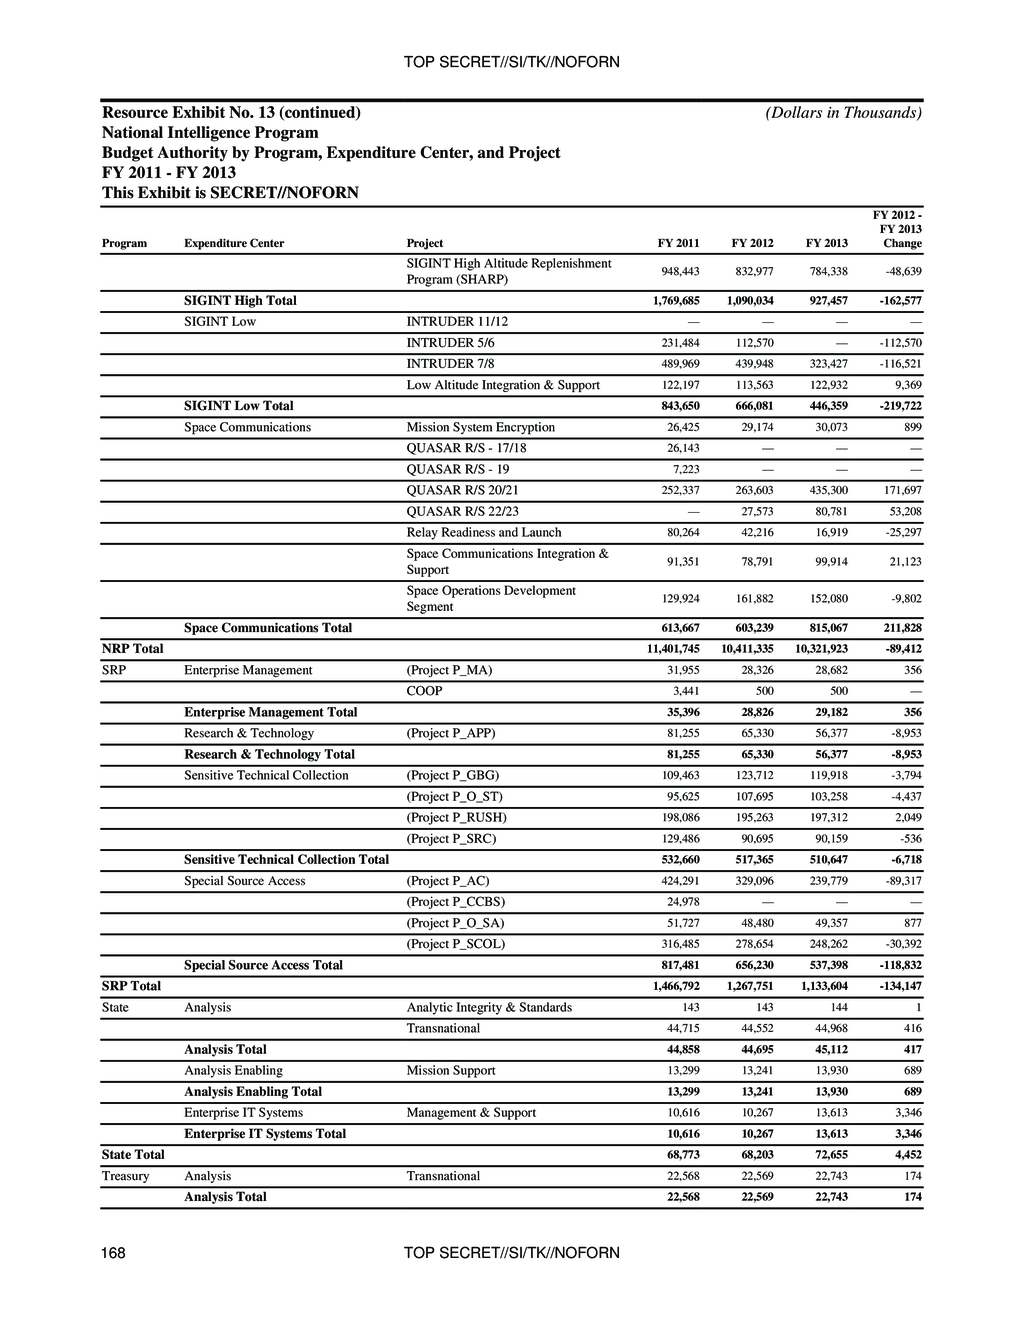 TOP SECRET//SI/TK//NOFORN
Resource Exhibit No. 13 (continued) (Dollars in Thousands)
National Intelligence Program
Budget Authority by Program, Expenditure Center, and Project
FY 2011 - FY 2013
This Exhibit is SECRET//NOFORN
FY 2012 -
FY 2013
Program Expenditure Center Project FY 2011 FY 2012 FY 2013 Change
SIGINT High Altitude Replenishment
Program (SHARP) 948,443 832,977 784,338 -48,639
SIGINT High Total 1,769,685 1,090,034 927,457 -162,577
SIGINT Low INTRUDER 11/12 — — — —
INTRUDER 5/6 231,484 112,570 — -112,570
INTRUDER 7/8 489,969 439,948 323,427 -116,521
Low Altitude Integration & Support 122,197 113,563 122,932 9,369
SIGINT Low Total 843,650 666,081 446,359 -219,722
Space Communications Mission System Encryption 26,425 29,174 30,073 899
QUASAR R/S - 17/18 26,143 — — —
QUASAR R/S - 19 7,223 — — —
QUASAR R/S 20/21 252,337 263,603 435,300 171,697
QUASAR R/S 22/23 — 27,573 80,781 53,208
Relay Readiness and Launch 80,264 42,216 16,919 -25,297
Space Communications Integration &
Support 91,351 78,791 99,914 21,123
Space Operations Development
Segment 129,924 161,882 152,080 -9,802
Space Communications Total 613,667 603,239 815,067 211,828
NRP Total 11,401,745 10,411,335 10,321,923 -89,412
SRP Enterprise Management (Project P_MA) 31,955 28,326 28,682 356
COOP 3,441 500 500 —
Enterprise Management Total 35,396 28,826 29,182 356
Research & Technology (Project P_APP) 81,255 65,330 56,377 -8,953
Research & Technology Total 81,255 65,330 56,377 -8,953
Sensitive Technical Collection (Project P_GBG) 109,463 123,712 119,918 -3,794
(Project P_O_ST) 95,625 107,695 103,258 -4,437
(Project P_RUSH) 198,086 195,263 197,312 2,049
(Project P_SRC) 129,486 90,695 90,159 -536
Sensitive Technical Collection Total 532,660 517,365 510,647 -6,718
Special Source Access (Project P_AC) 424,291 329,096 239,779 -89,317
(Project P_CCBS) 24,978 — — —
(Project P_O_SA) 51,727 48,480 49,357 877
(Project P_SCOL) 316,485 278,654 248,262 -30,392
Special Source Access Total 817,481 656,230 537,398 -118,832
SRP Total 1,466,792 1,267,751 1,133,604 -134,147
State Analysis Analytic Integrity & Standards 143 143 144 1
Transnational 44,715 44,552 44,968 416
Analysis Total 44,858 44,695 45,112 417
Analysis Enabling Mission Support 13,299 13,241 13,930 689
Analysis Enabling Total 13,299 13,241 13,930 689
Enterprise IT Systems Management & Support 10,616 10,267 13,613 3,346
Enterprise IT Systems Total 10,616 10,267 13,613 3,346
State Total 68,773 68,203 72,655 4,452
Treasury Analysis Transnational 22,568 22,569 22,743 174
Analysis Total 22,568 22,569 22,743 174
168 TOP SECRET//SI/TK//NOFORN